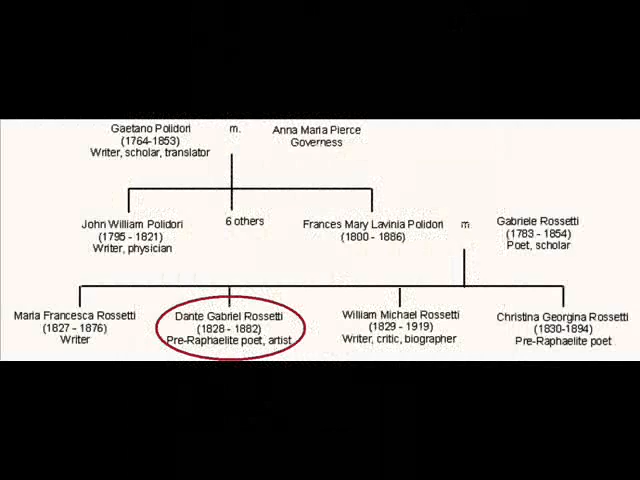 Gaetano Polidori m. Anna Maria Pierce
(1764-1853) Governess
Writer, scholar, translator
John William Polidori 6 others Frances Mary Lavinia Polidori m Gabriele Rossetti
(1795 - 1821) (1800 - 1886) (1783 - 1854)
Writer, physician Poet, scholar
Maria Francesca Rossetti Dante Gabriel Rossetti William Michael Rossetti Christina Georgina Rossetti
(1827 - 1876) (1828 - 1882) (1829 - 1919) (1830-1894)
Writer Pre-Raphaelite poet, artist Writer, critic, biographer Pre-Raphaelite poet